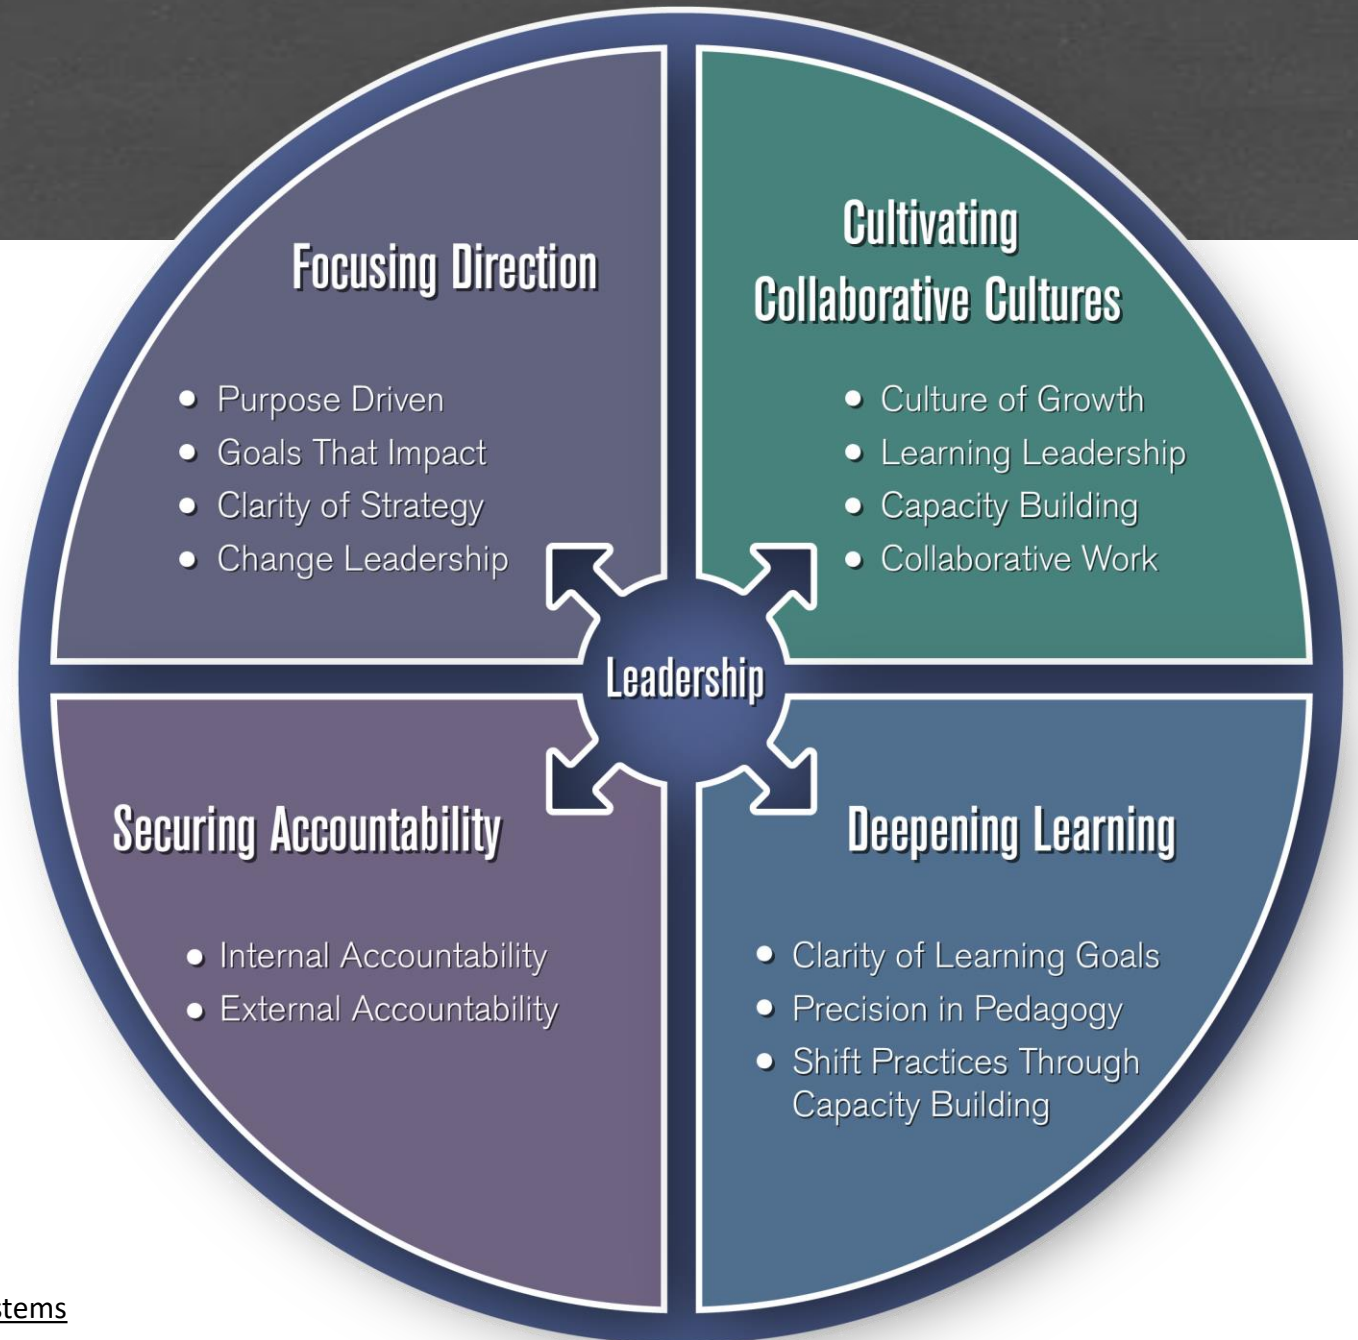 Focusing Direction
• Purpose Driven
• Goals That Impact
• Clarity of Strategy
• Change Leadership
Cultivating
Collaborative Cultures
• Culture of Growth
• Learning Leadership
• Capacity Building
• Collaborative Work
Leadership
Securing Accountability
• Internal Accountability
• External Accountability
Deepening Learning
• Clarity of Learning Goals
• Precision in Pedagogy
• Shift Practices Through
Capacity Building
stems